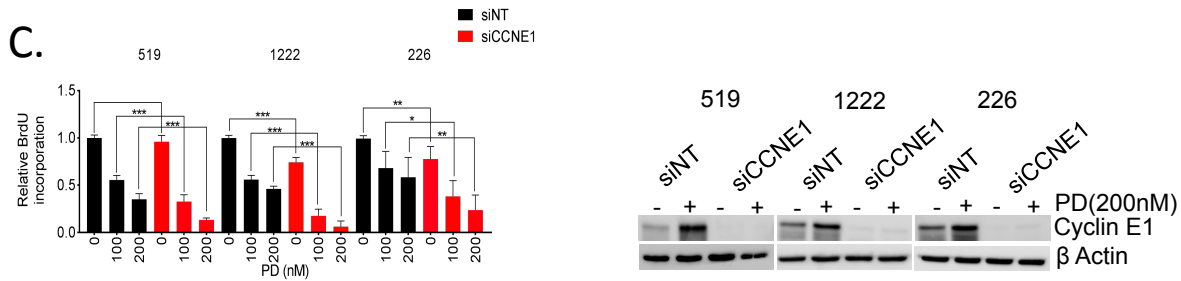 C.
siNT
siCCNE1
519 1222 226
Relative BrdU
incorporation
1.5
1.0
0.5
0.0
*** *** ***
*** *** ***
** * **
0 100 200 0 100 200 0 100 200 0 100 200 0 100 200 0 100 200
PD (nM)
519 1222 226
siNT siCCNE1 siNT siCCNE1 siNT siCCNE1
- + - + - + - + - + - + PD(200nM)
Cyclin E1
β Actin